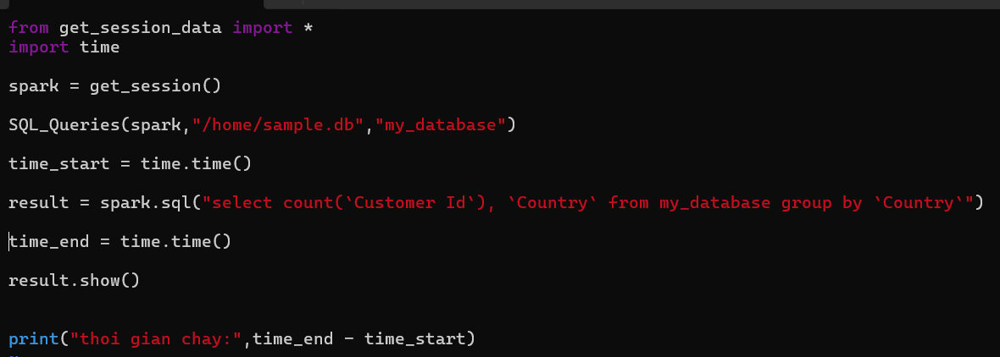 from get_session_data import *
import time
spark = get_session()
SQL_Queries(spark,"/home/sample.db","my_database")
time_start = time.time()
result = spark.sql("select count(`Customer Id`), `Country` from my_database group by `Country`")
time_end = time.time()
result.show()
print("thoi gian chay:",time_end - time_start)